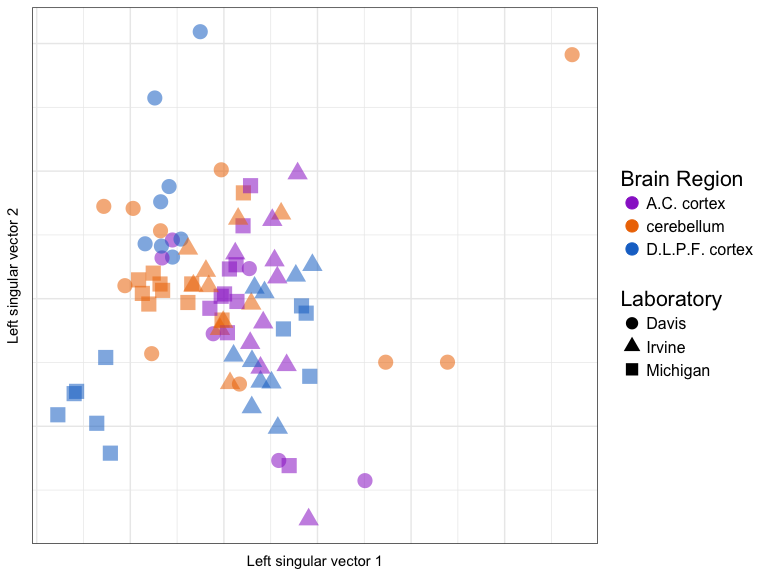 Left singular vector 2
Left singular vector 1
Brain Region
A.C. cortex
cerebellum
D.L.P.F. cortex
Laboratory
Davis
Irvine
Michigan